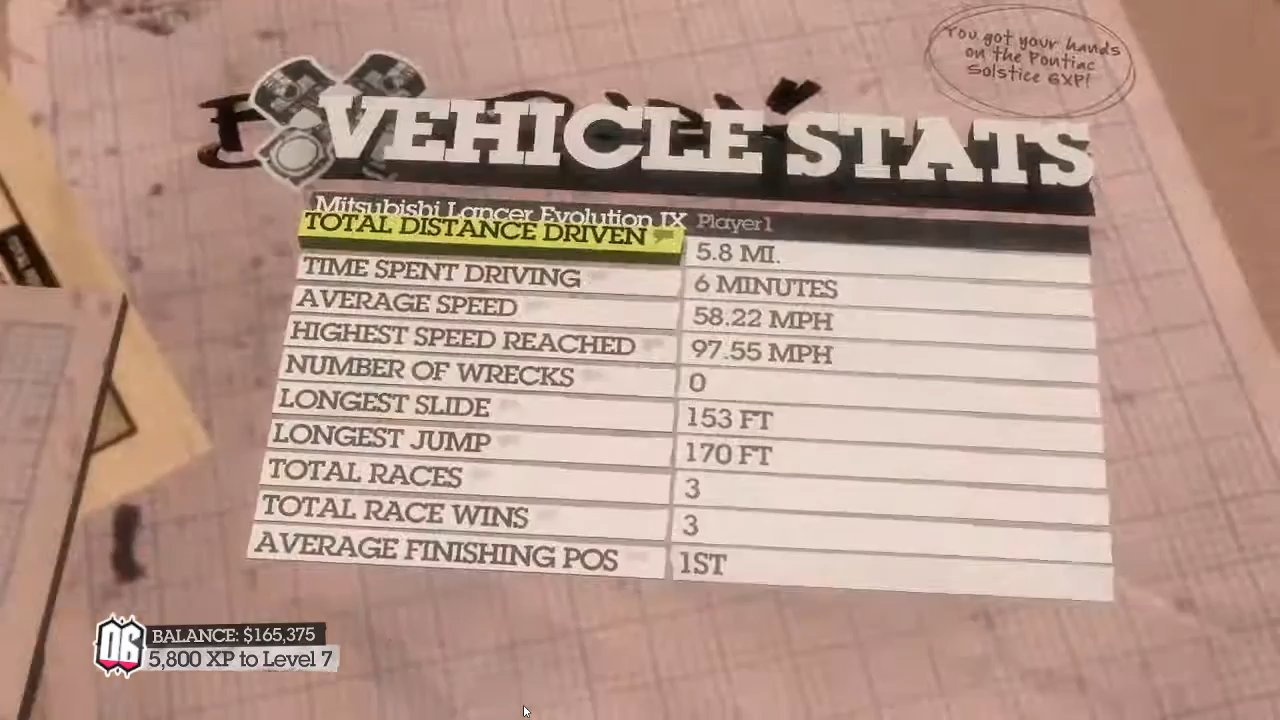 You got your hands
on the Pontiac
Solstice GXP!
VEHICLE STATS
Mitsubishi Lancer Evolution IX Player1
TOTAL DISTANCE DRIVEN 5.8 MI.
TIME SPENT DRIVING 6 MINUTES
AVERAGE SPEED 58.22 MPH
HIGHEST SPEED REACHED 97.55 MPH
NUMBER OF WRECKS 0
LONGEST SLIDE 153 FT
LONGEST JUMP 170 FT
TOTAL RACES 3
TOTAL RACE WINS 3
AVERAGE FINISHING POS 1ST
06
BALANCE: $165,375
5,800 XP to Level 7